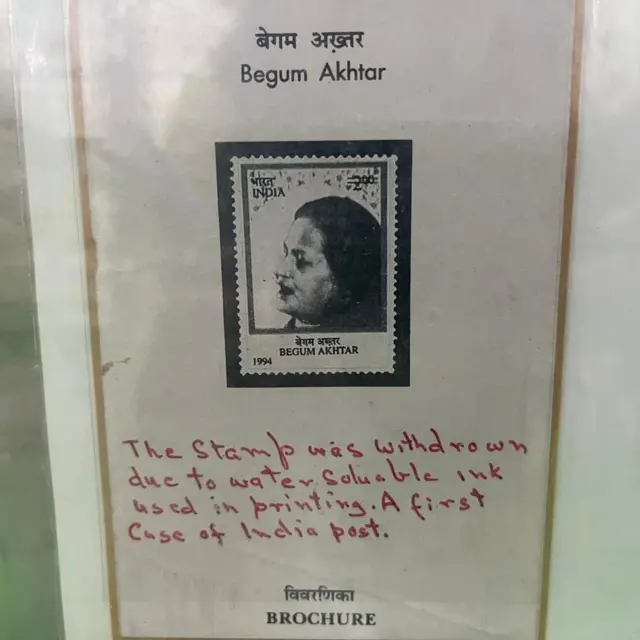 बेगम अख़्तर
Begum Akhtar
भारत 2.00
INDIA
बेगम अख़्तर
BEGUM AKHTAR
1994
The Stamp was withdrown
due to water soluable ink
used in printing. A first
Case of India post.
विवरणिका
BROCHURE